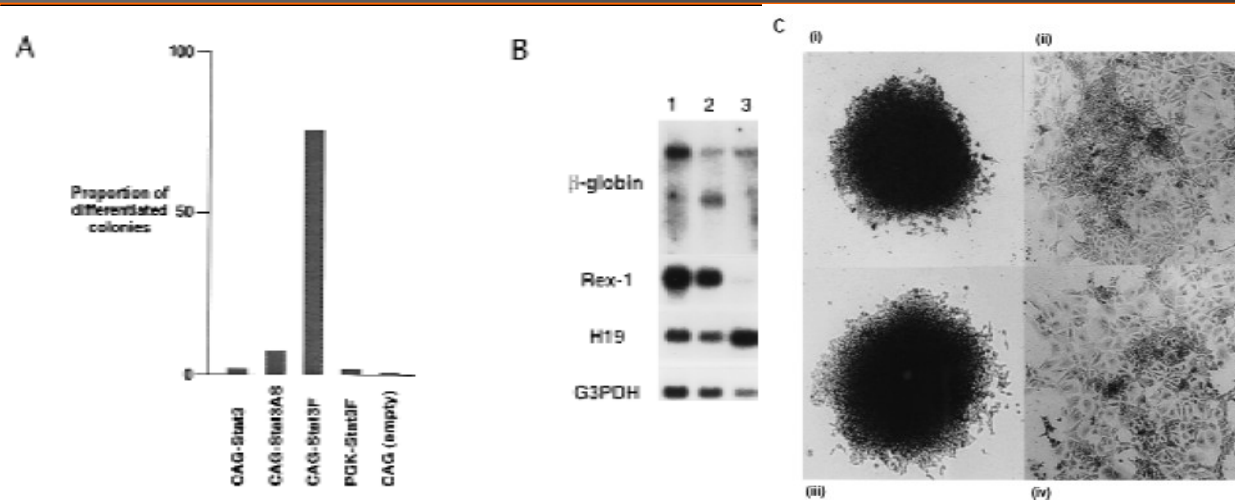 A
100
Proportion of
differentiated
colonies
50
0
CAG-Stat3
CAG-Stat3AS
CAG-Stat3F
PGK-Stat3F
CAG (empty)
B
1 2 3
β-globin
Rex-1
H19
G3PDH
C
(i)
(ii)
(iii)
(iv)